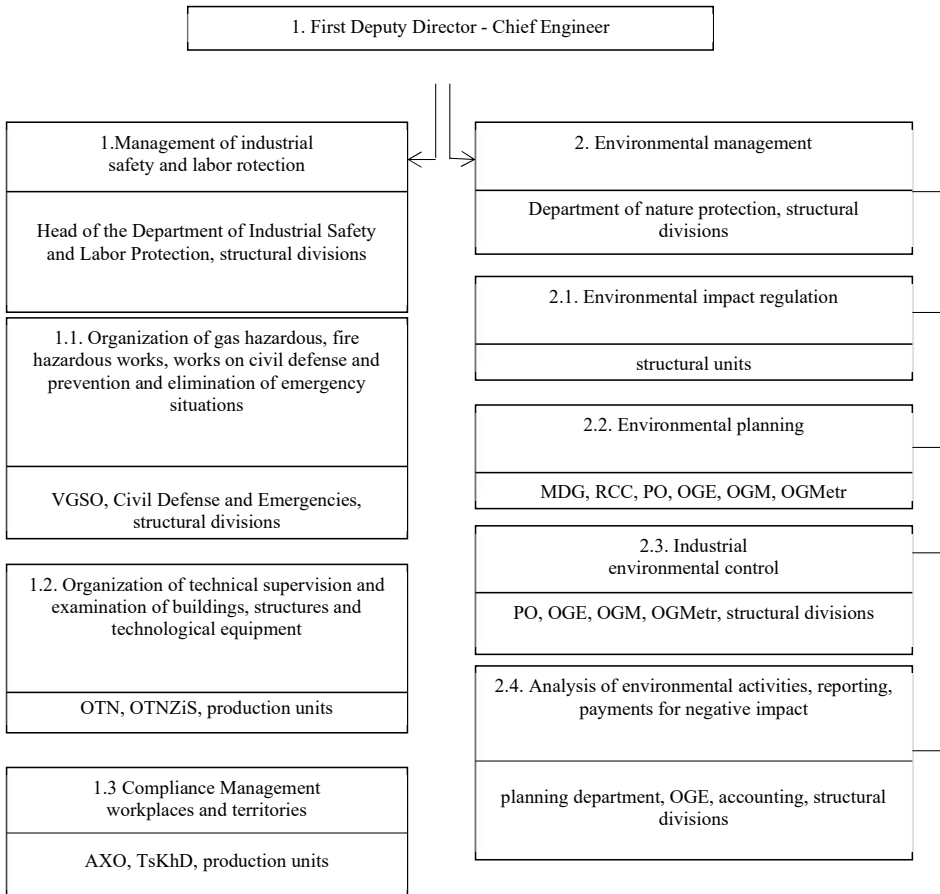 1. First Deputy Director - Chief Engineer
1.Management of industrial
safety and labor rotection
Head of the Department of Industrial Safety
and Labor Protection, structural divisions
1.1. Organization of gas hazardous, fire
hazardous works, works on civil defense and
prevention and elimination of emergency
situations
VGSO, Civil Defense and Emergencies,
structural divisions
1.2. Organization of technical supervision and
examination of buildings, structures and
technological equipment
OTN, OTNZiS, production units
1.3 Compliance Management
workplaces and territories
AXO, TsKhD, production units
2. Environmental management
Department of nature protection, structural
divisions
2.1. Environmental impact regulation
structural units
2.2. Environmental planning
MDG, RCC, PO, OGE, OGM, OGMetr
2.3. Industrial
environmental control
PO, OGE, OGM, OGMetr, structural divisions
2.4. Analysis of environmental activities, reporting,
payments for negative impact
planning department, OGE, accounting, structural
divisions